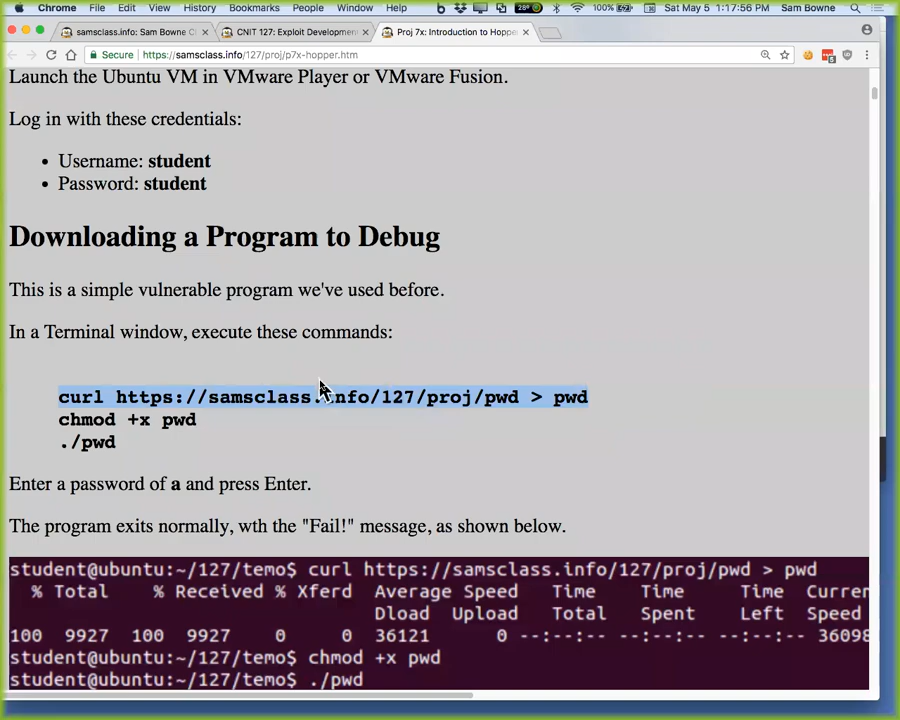 Chrome File Edit View History Bookmarks People Window Help 28° 100% Sat May 5 1:17:56 PM Sam Bowne
samsclass.info: Sam Bowne Cl CNIT 127: Exploit Development Proj 7x: Introduction to Hopper
Secure https://samsclass.info/127/proj/p7x-hopper.htm
Launch the Ubuntu VM in VMware Player or VMware Fusion.
Log in with these credentials:
• Username: student
• Password: student
Downloading a Program to Debug
This is a simple vulnerable program we've used before.
In a Terminal window, execute these commands:
curl https://samsclass.info/127/proj/pwd > pwd
chmod +x pwd
./pwd
Enter a password of a and press Enter.
The program exits normally, wth the "Fail!" message, as shown below.
student@ubuntu:~/127/temo$ curl https://samsclass.info/127/proj/pwd > pwd
% Total % Received % Xferd Average Speed Time Time Time Curren
Dload Upload Total Spent Left Speed
100 9927 100 9927 0 0 36121 0 --:--:-- --:--:-- --:--:-- 36098
student@ubuntu:~/127/temo$ chmod +x pwd
student@ubuntu:~/127/temo$ ./pwd